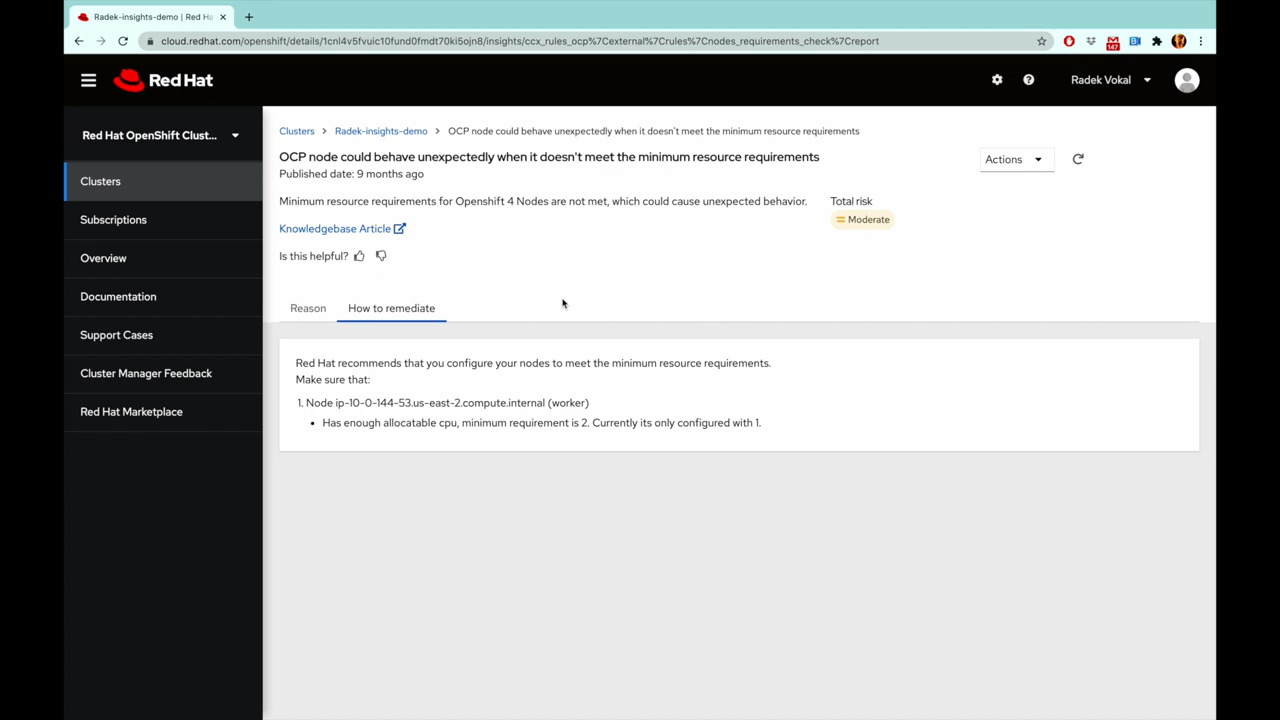 Radek-insights-demo | Red Ha
cloud.redhat.com/openshift/details/1cnl4v5fvuic10fund0fmdt70ki5ojn8/insights/ccx_rules_ocp%7Cexternal%7Crules%7Cnodes_requirements_check%7Creport
147
Red Hat
Radek Vokal
Red Hat OpenShift Clust...
Clusters
Subscriptions
Overview
Documentation
Support Cases
Cluster Manager Feedback
Red Hat Marketplace
Clusters > Radek-insights-demo > OCP node could behave unexpectedly when it doesn't meet the minimum resource requirements
OCP node could behave unexpectedly when it doesn't meet the minimum resource requirements
Published date: 9 months ago
Actions
Minimum resource requirements for Openshift 4 Nodes are not met, which could cause unexpected behavior.
Total risk
Moderate
Knowledgebase Article
Is this helpful?
Reason
How to remediate
Red Hat recommends that you configure your nodes to meet the minimum resource requirements.
Make sure that:
1. Node ip-10-0-144-53.us-east-2.compute.internal (worker)
• Has enough allocatable cpu, minimum requirement is 2. Currently its only configured with 1.